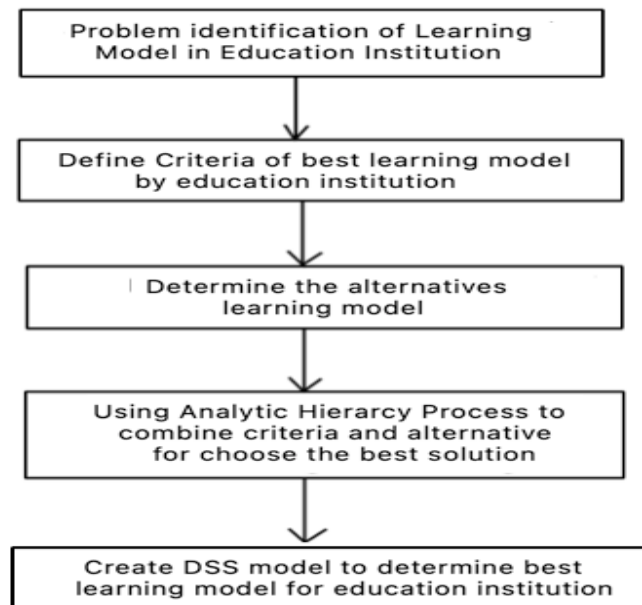 Problem identification of Learning
Model in Education Institution
Define Criteria of best learning model
by education institution
Determine the alternatives
learning model
Using Analytic Hierarcy Process to
combine criteria and alternative
for choose the best solution
Create DSS model to determine best
learning model for education institution